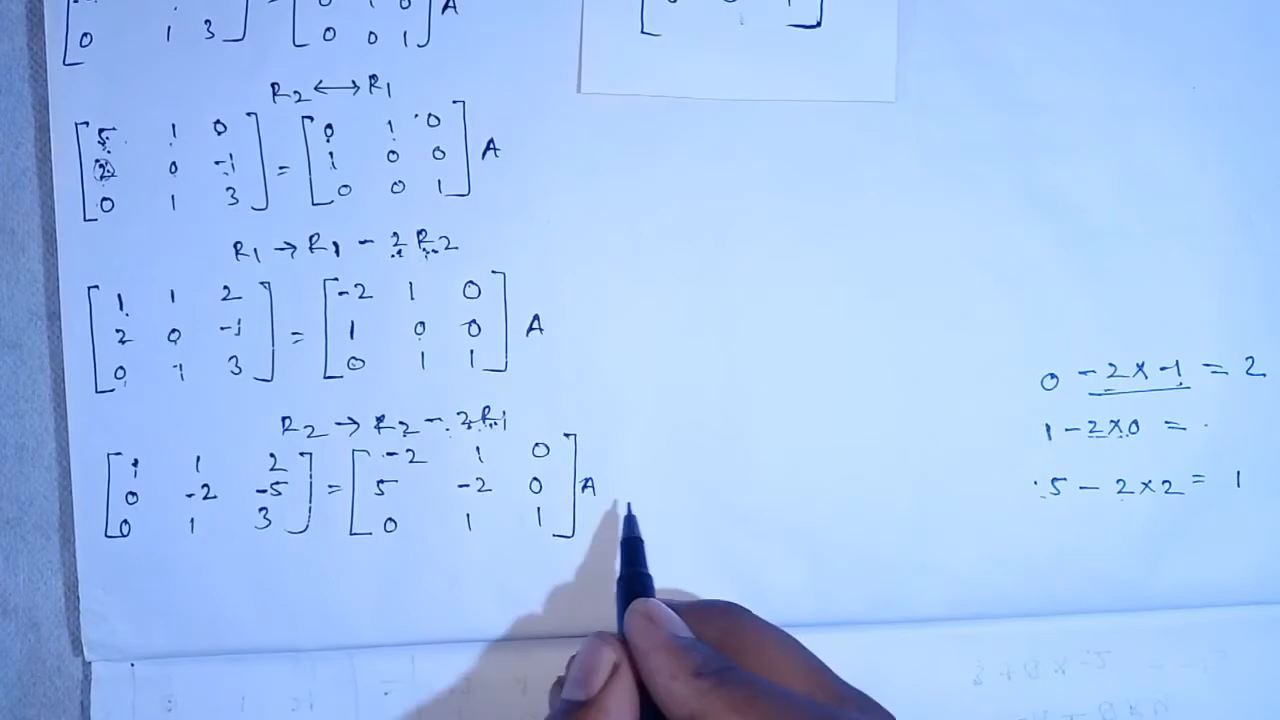 0 1 0
0 1 3 = 0 0 1 A
R2 ↔ R1
5 1 0 = 0 1 0
2 0 -1 = 1 0 0 A
0 1 3 = 0 0 1
R1 → R1 - 2R2
1 1 2 = -2 1 0
2 0 -1 = 1 0 0 A
0 1 3 = 0 1 1
R2 → R2 - 2R1
1 1 2 = -2 1 0
0 -2 -5 = 5 -2 0 A
0 1 3 = 0 1 1
0 - 2 × -1 = 2
1 - 2×0 =
5 - 2×2 = 1